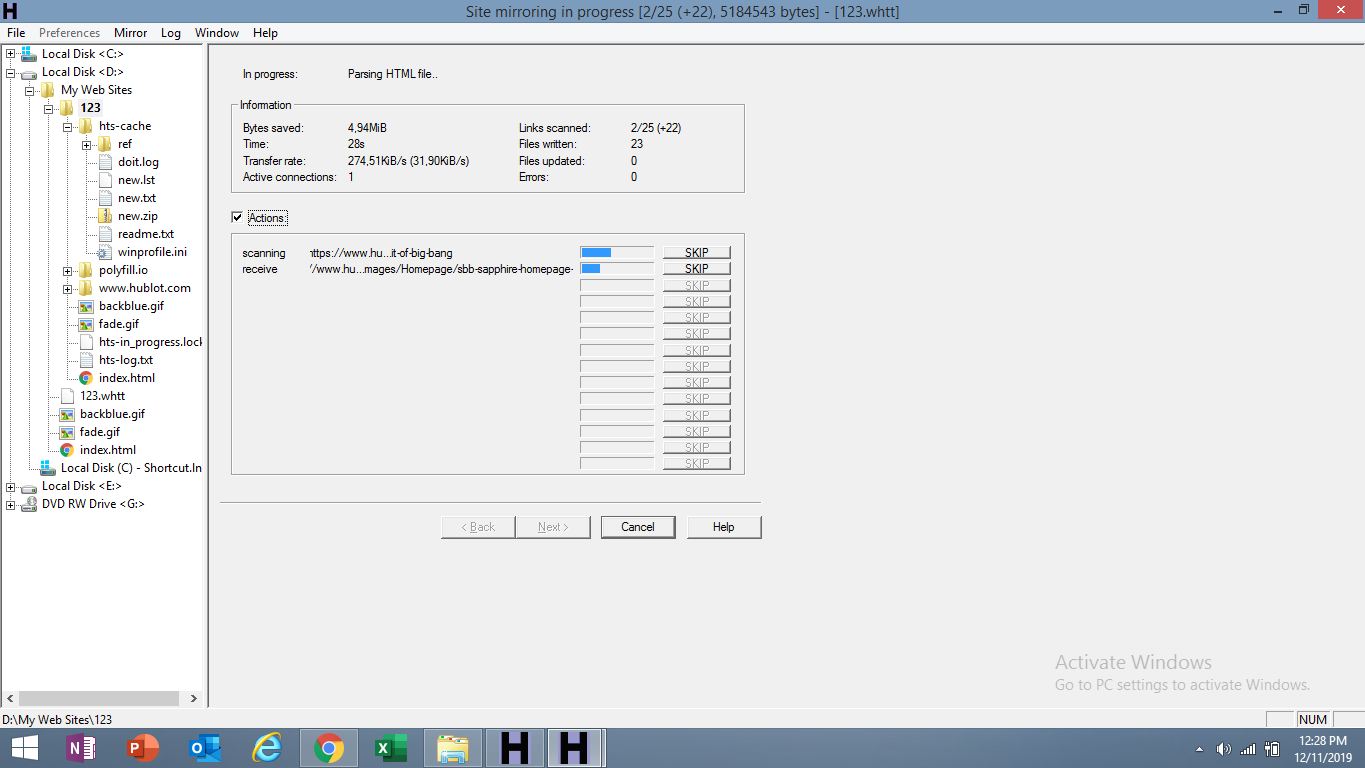 H
Site mirroring in progress [2/25 (+22), 5184543 bytes] - [123.whtt]
File Preferences Mirror Log Window Help
Local Disk <C:>
Local Disk <D:>
My Web Sites
123
hts-cache
ref
doit.log
new.lst
new.txt
new.zip
readme.txt
winprofile.ini
polyfill.io
www.hublot.com
backblue.gif
fade.gif
hts-in_progress.lock
hts-log.txt
index.html
123.whtt
backblue.gif
fade.gif
index.html
Local Disk (C) - Shortcut.ln
Local Disk <E:>
DVD RW Drive <G:>
In progress: Parsing HTML file..
Information
Bytes saved: 4,94MiB Links scanned: 2/25 (+22)
Time: 28s Files written: 23
Transfer rate: 274,51KiB/s (31,90KiB/s) Files updated: 0
Active connections: 1 Errors: 0
Actions:
scanning https://www.hu...it-of-big-bang SKIP
receive //www.hu...mages/Homepage/sbb-sapphire-homepage- SKIP
SKIP
SKIP
SKIP
SKIP
SKIP
SKIP
SKIP
SKIP
SKIP
SKIP
SKIP
SKIP
< Back Next > Cancel Help
Activate Windows
Go to PC settings to activate Windows.
D:\My Web Sites\123 NUM
N P O X H H
12:28 PM
12/11/2019